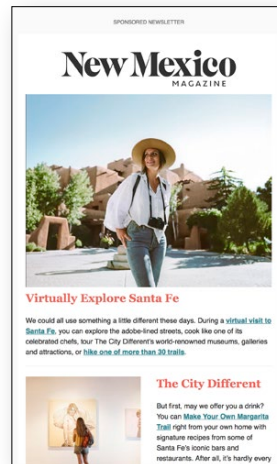 SPONSORED NEWSLETTER
New Mexico
MAGAZINE
Virtually Explore Santa Fe
We could all use something a little different these days. During a virtual visit to
Santa Fe, you can explore the adobe-lined streets, cook like one of its
celebrated chefs, tour The City Different's world-renowned museums, galleries
and attractions, or hike one of more than 30 trails.
The City Different
But first, may we offer you a drink?
You can Make Your Own Margarita
Trail right from your own home with
signature recipes from some of
Santa Fe's iconic bars and
restaurants. After all, it's hardly every